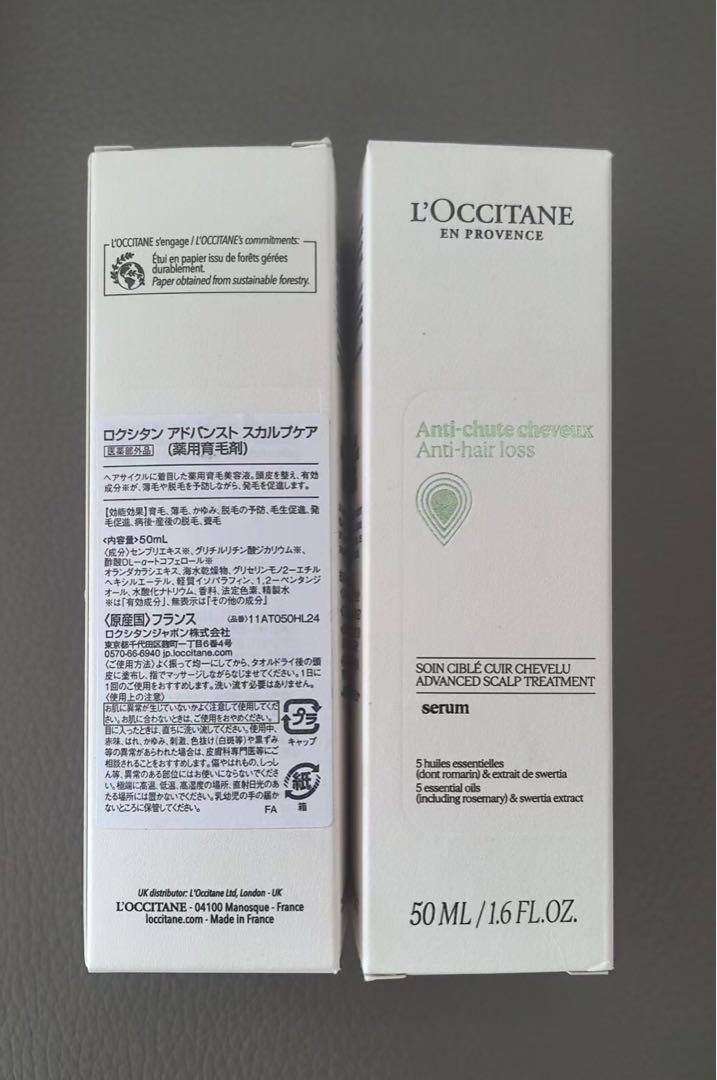 L'OCCITANE s'engage / L'OCCITANE's commitments:
Étui en papier issu de forêts gérées
durablement.
Paper obtained from sustainable forestry.
ロクシタン アドバンスト スカルプケア
医薬部外品 (薬用育毛剤)
ヘアサイクルに着目した薬用育毛美容液。頭皮を整え、有効
成分※が、薄毛や脱毛を予防しながら、発毛を促進します。
【効能効果】育毛、薄毛、かゆみ、脱毛の予防、毛生促進、発
毛促進、病後・産後の脱毛、養毛
<内容量>50mL
〈成分〉センブリエキス※、グリチルリチン酸ジカリウム※、
酢酸DL-α-トコフェロール※
オランダカラシエキス、海水乾燥物、グリセリンモノ2-エチル
ヘキシルエーテル、軽質イソパラフィン、1,2-ペンタンジ
オール、水酸化ナトリウム、香料、法定色素、精製水
※は「有効成分」、無表示は「その他の成分」
〈原産国〉フランス 〈品番〉11AT050HL24
ロクシタンジャポン株式会社
東京都千代田区麹町一丁目6番4号
0570-66-6940 jp.loccitane.com
〈ご使用方法〉よく振って均一にしてから、タオルドライ後の頭
皮に塗布し、指でマッサージしながらなじませてください。1日に
1回のご使用をおすすめします。洗い流す必要はありません。
〈使用上の注意〉
お肌に異常が生じていないかよく注意して使用してくだ
さい。お肌に合わないときは、ご使用をおやめください。
目に入ったときは、直ちに洗い流してください。使用中、
赤味、はれ、かゆみ、刺激、色抜け(白斑等)や黒ずみ
等の異常があらわれた場合は、皮膚科専門医等にご
相談されることをおすすめします。傷やはれもの、しっし
ん等、異常のある部位にはお使いにならないでくださ
い。極端に高温、低温、高湿度の場所、直射日光のあ
たる場所には置かないでください。乳幼児の手の届か
ないところに保管してください。
プラ
キャップ
紙
箱
FA
UK distributor: L'Occitane Ltd, London - UK
L'OCCITANE - 04100 Manosque - France
loccitane.com - Made in France
L'OCCITANE
EN PROVENCE
Anti-chute cheveux
Anti-hair loss
SOIN CIBLÉ CUIR CHEVELU
ADVANCED SCALP TREATMENT
serum
5 huiles essentielles
(dont romarin) & extrait de swertia
5 essential oils
(including rosemary) & swertia extract
50 ML / 1.6 FL.OZ.